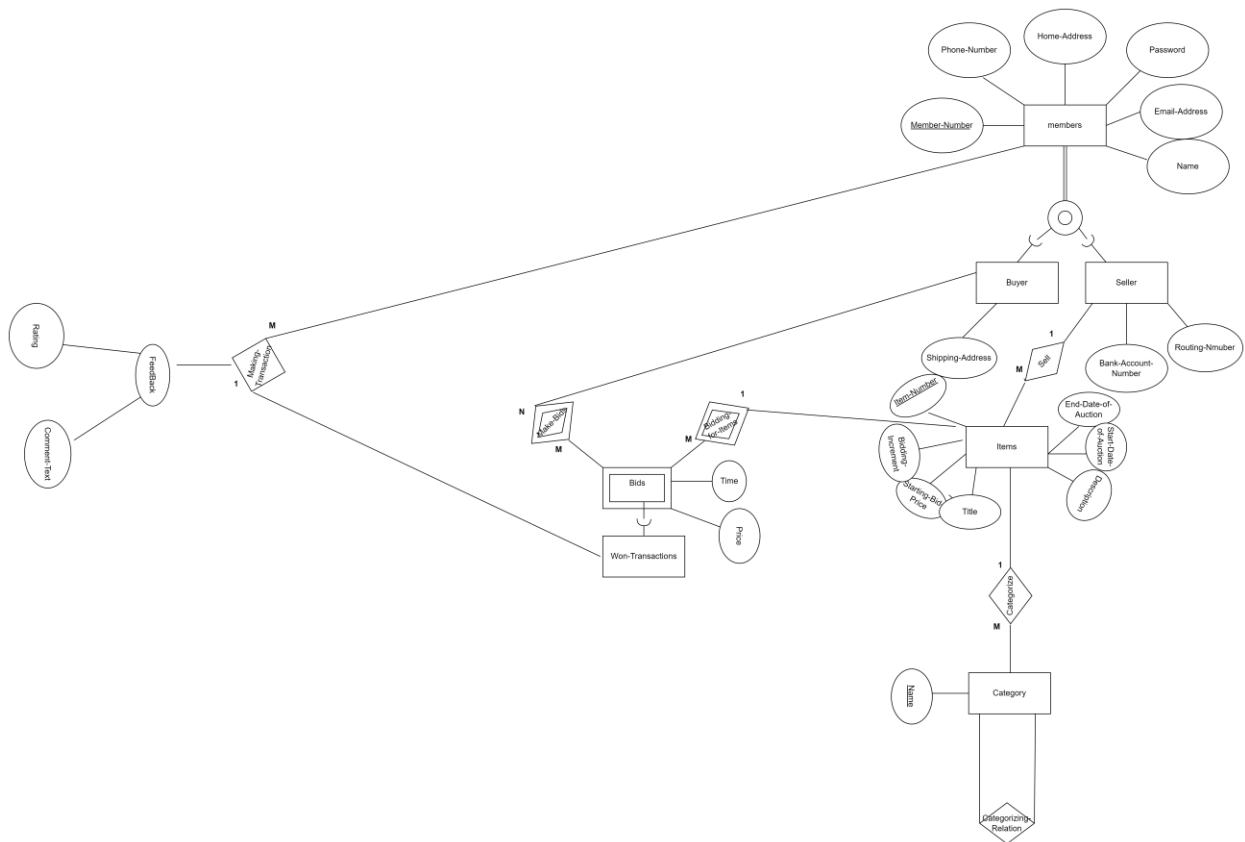 Home-Address
Phone-Number
Password
Email-Address
Member-Number
members
Name
Buyer
Seller
Rating
M
1
FeedBack
Making-
Transaction
Sell
Routing-Nmuber
Shipping-Address
Bank-Account-
Number
M
1
Item-Number
End-Date-of-
Auction
1
N
Make-Bids
Bidding-
for-Items
Start-Date-
of-Auction
M
M
Items
Bidding-
Increment
Comment-Text
Bids
Time
Starting-Bid-
Price
Description
Title
Price
Won-Transactions
1
Categorize
M
Name
Category
Categorizing-
Relation